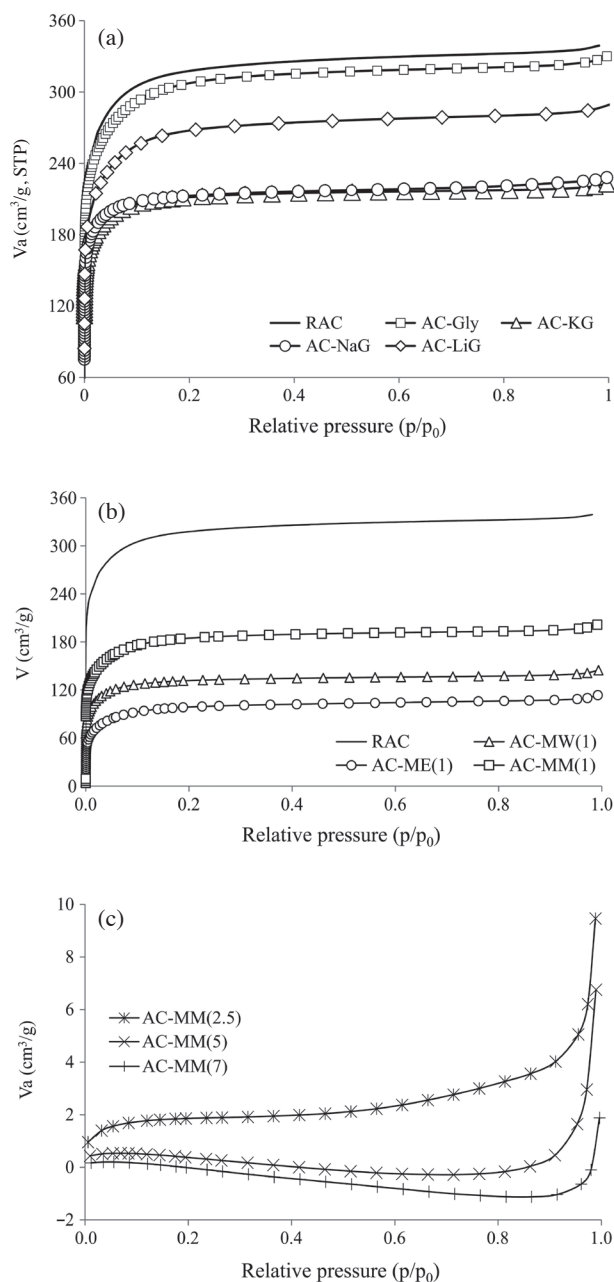 (a)
360
300
240
180
120
60
Va (cm³/g, STP)
RAC AC-Gly AC-KG
AC-NaG AC-LiG
0 0.2 0.4 0.6 0.8 1
Relative pressure (p/p₀)
(b)
360
300
240
180
120
60
0
V (cm³/g)
RAC AC-MW(1)
AC-ME(1) AC-MM(1)
0.0 0.2 0.4 0.6 0.8 1.0
Relative pressure (p/p₀)
(c)
10
8
6
4
2
0
−2
Va (cm³/g)
AC-MM(2.5)
AC-MM(5)
AC-MM(7)
0.0 0.2 0.4 0.6 0.8 1.0
Relative pressure (p/p₀)